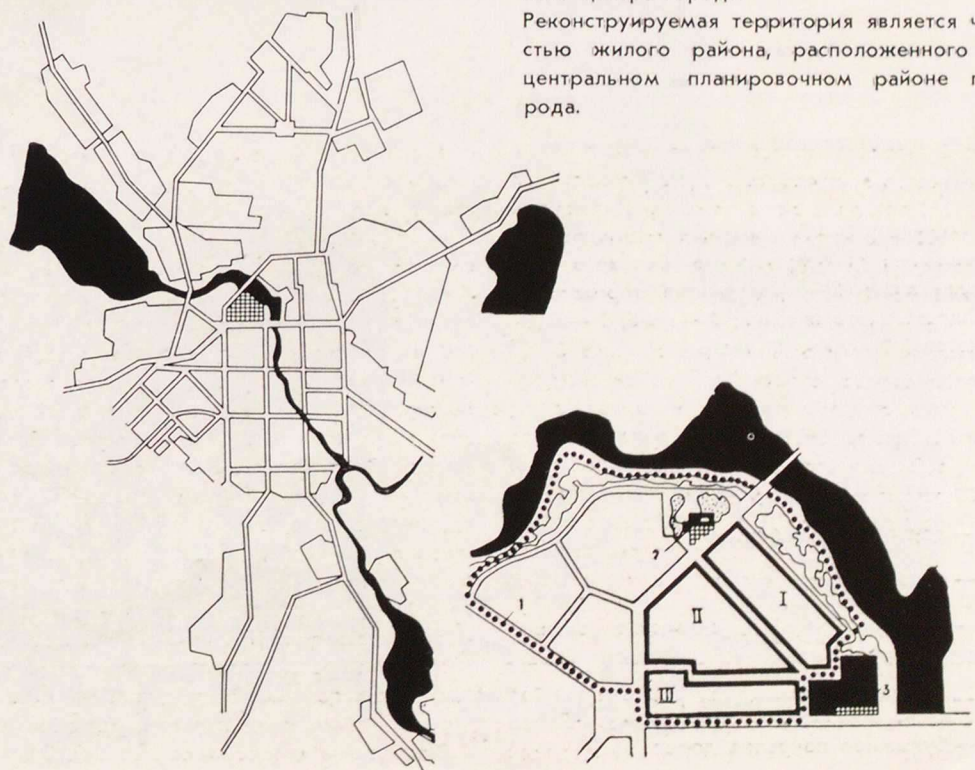 Реконструируемая территория является ч
стью жилого района, расположенного
центральном планировочном районе г
рода.
2
I
II
1
III
3